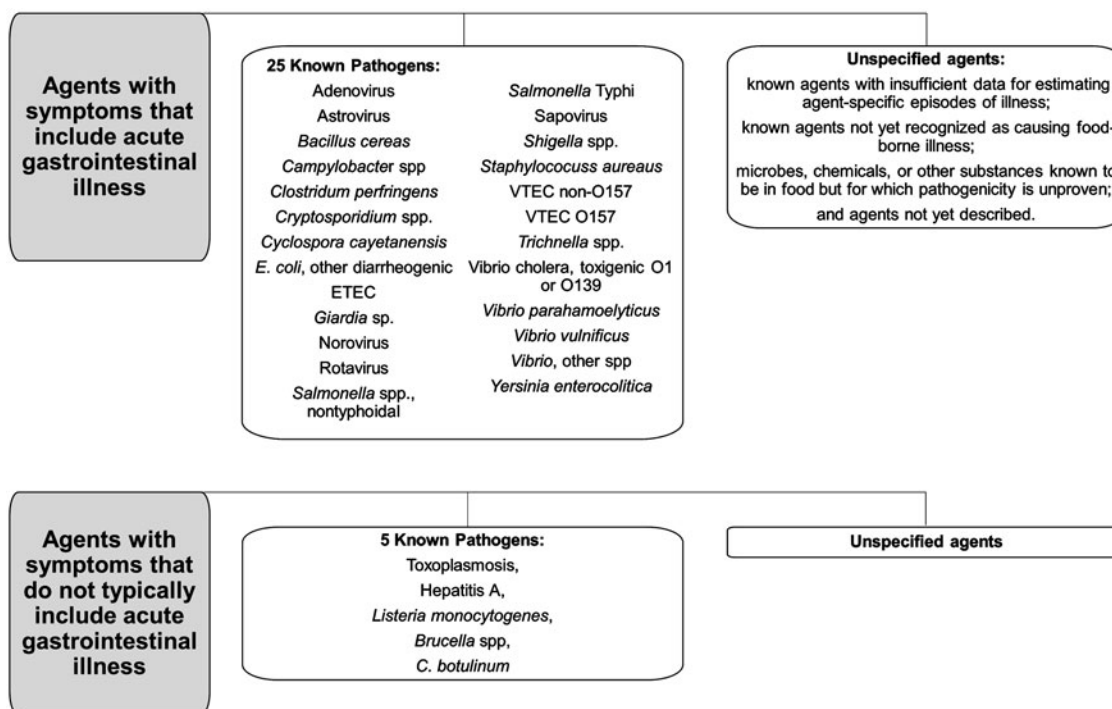 Agents with
symptoms that
include acute
gastrointestinal
illness
25 Known Pathogens:
Adenovirus
Astrovirus
Bacillus cereas
Campylobacter spp
Clostridum perfringens
Cryptosporidium spp.
Cyclospora cayetanensis
E. coli, other diarrheogenic
ETEC
Giardia sp.
Norovirus
Rotavirus
Salmonella spp.,
nontyphoidal
Salmonella Typhi
Sapovirus
Shigella spp.
Staphylococuss aureaus
VTEC non-O157
VTEC O157
Trichnella spp.
Vibrio cholera, toxigenic O1
or O139
Vibrio parahamoelyticus
Vibrio vulnificus
Vibrio, other spp
Yersinia enterocolitica
Unspecified agents:
known agents with insufficient data for estimating
agent-specific episodes of illness;
known agents not yet recognized as causing food-
borne illness;
microbes, chemicals, or other substances known to
be in food but for which pathogenicity is unproven;
and agents not yet described.
Agents with
symptoms that
do not typically
include acute
gastrointestinal
illness
5 Known Pathogens:
Toxoplasmosis,
Hepatitis A,
Listeria monocytogenes,
Brucella spp,
C. botulinum
Unspecified agents